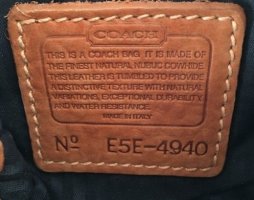 COACH
THIS IS A COACH BAG. IT IS MADE OF
THE FINEST NATURAL NUBUC COWHIDE.
THIS LEATHER IS TUMBLED TO PROVIDE
A DISTINCTIVE TEXTURE WITH NATURAL
VARIATIONS, EXCEPTIONAL DURABILITY
AND WATER RESISTANCE.
MADE IN ITALY
Nº E5E-4940